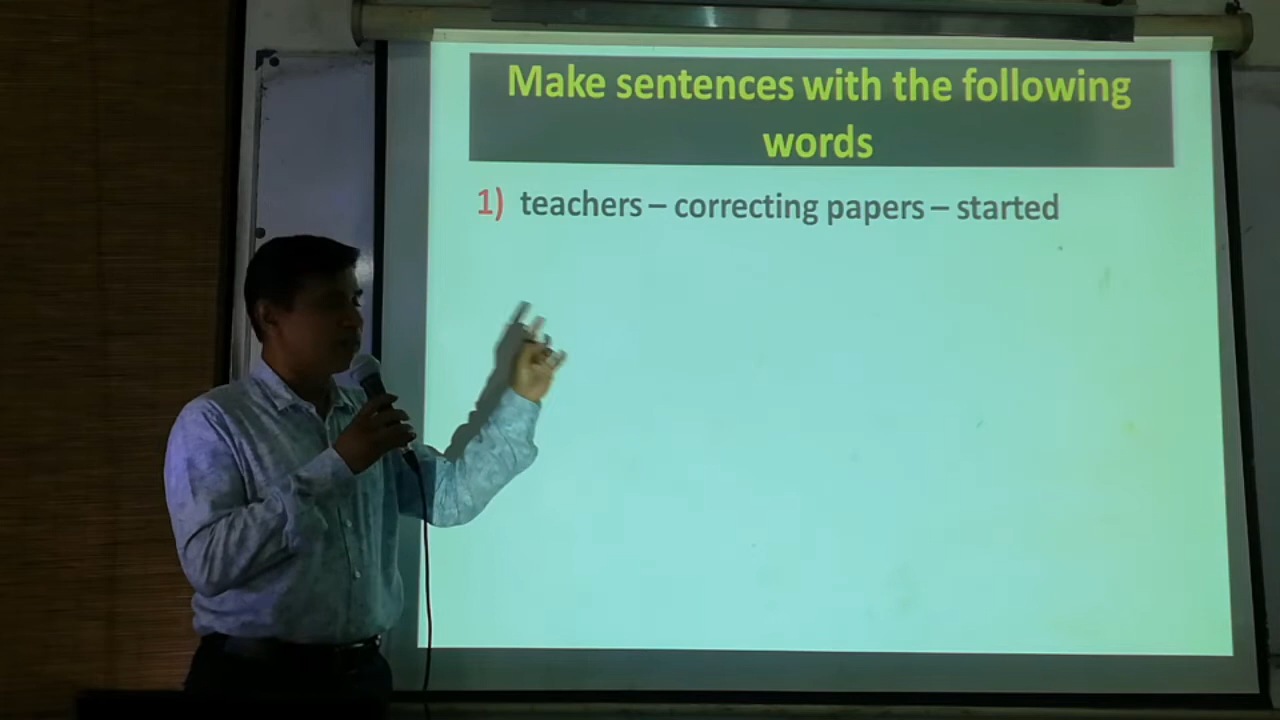 Make sentences with the following
words
1) teachers – correcting papers – started